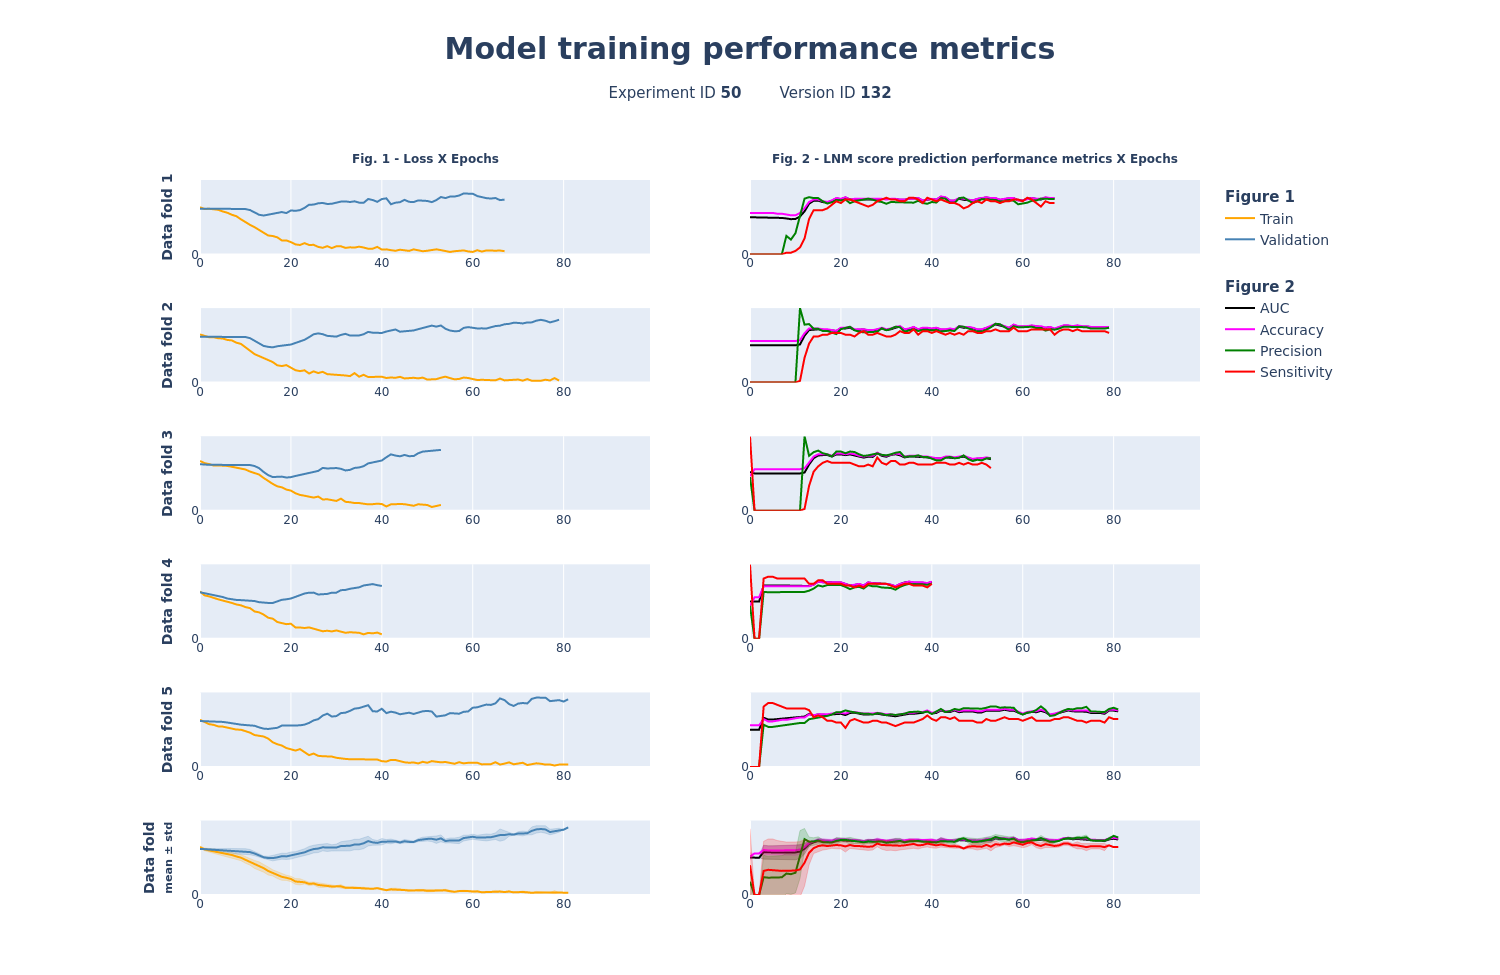 Model training performance metrics
Experiment ID 50 Version ID 132
Fig. 1 - Loss X Epochs
Fig. 2 - LNM score prediction performance metrics X Epochs
Data fold 1
0
0 20 40 60 80
0
0 20 40 60 80
Figure 1
Train
Validation
Figure 2
AUC
Accuracy
Precision
Sensitivity
Data fold 2
0
0 20 40 60 80
0
0 20 40 60 80
Data fold 3
0
0 20 40 60 80
0
0 20 40 60 80
Data fold 4
0
0 20 40 60 80
0
0 20 40 60 80
Data fold 5
0
0 20 40 60 80
0
0 20 40 60 80
Data fold
mean ± std
0
0 20 40 60 80
0
0 20 40 60 80